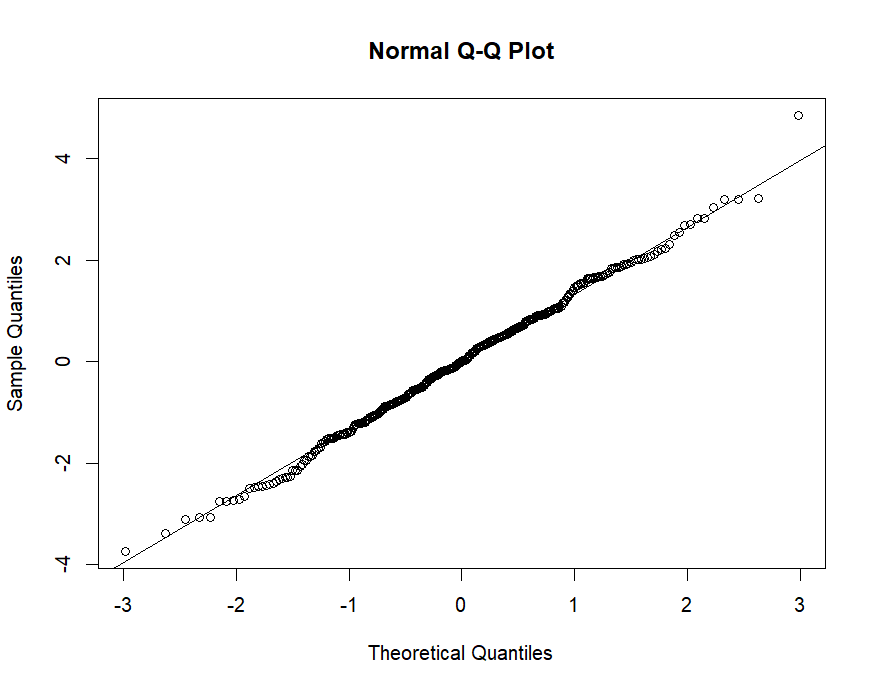 Normal Q-Q Plot
Sample Quantiles
4
2
0
-2
-4
-3 -2 -1 0 1 2 3
Theoretical Quantiles